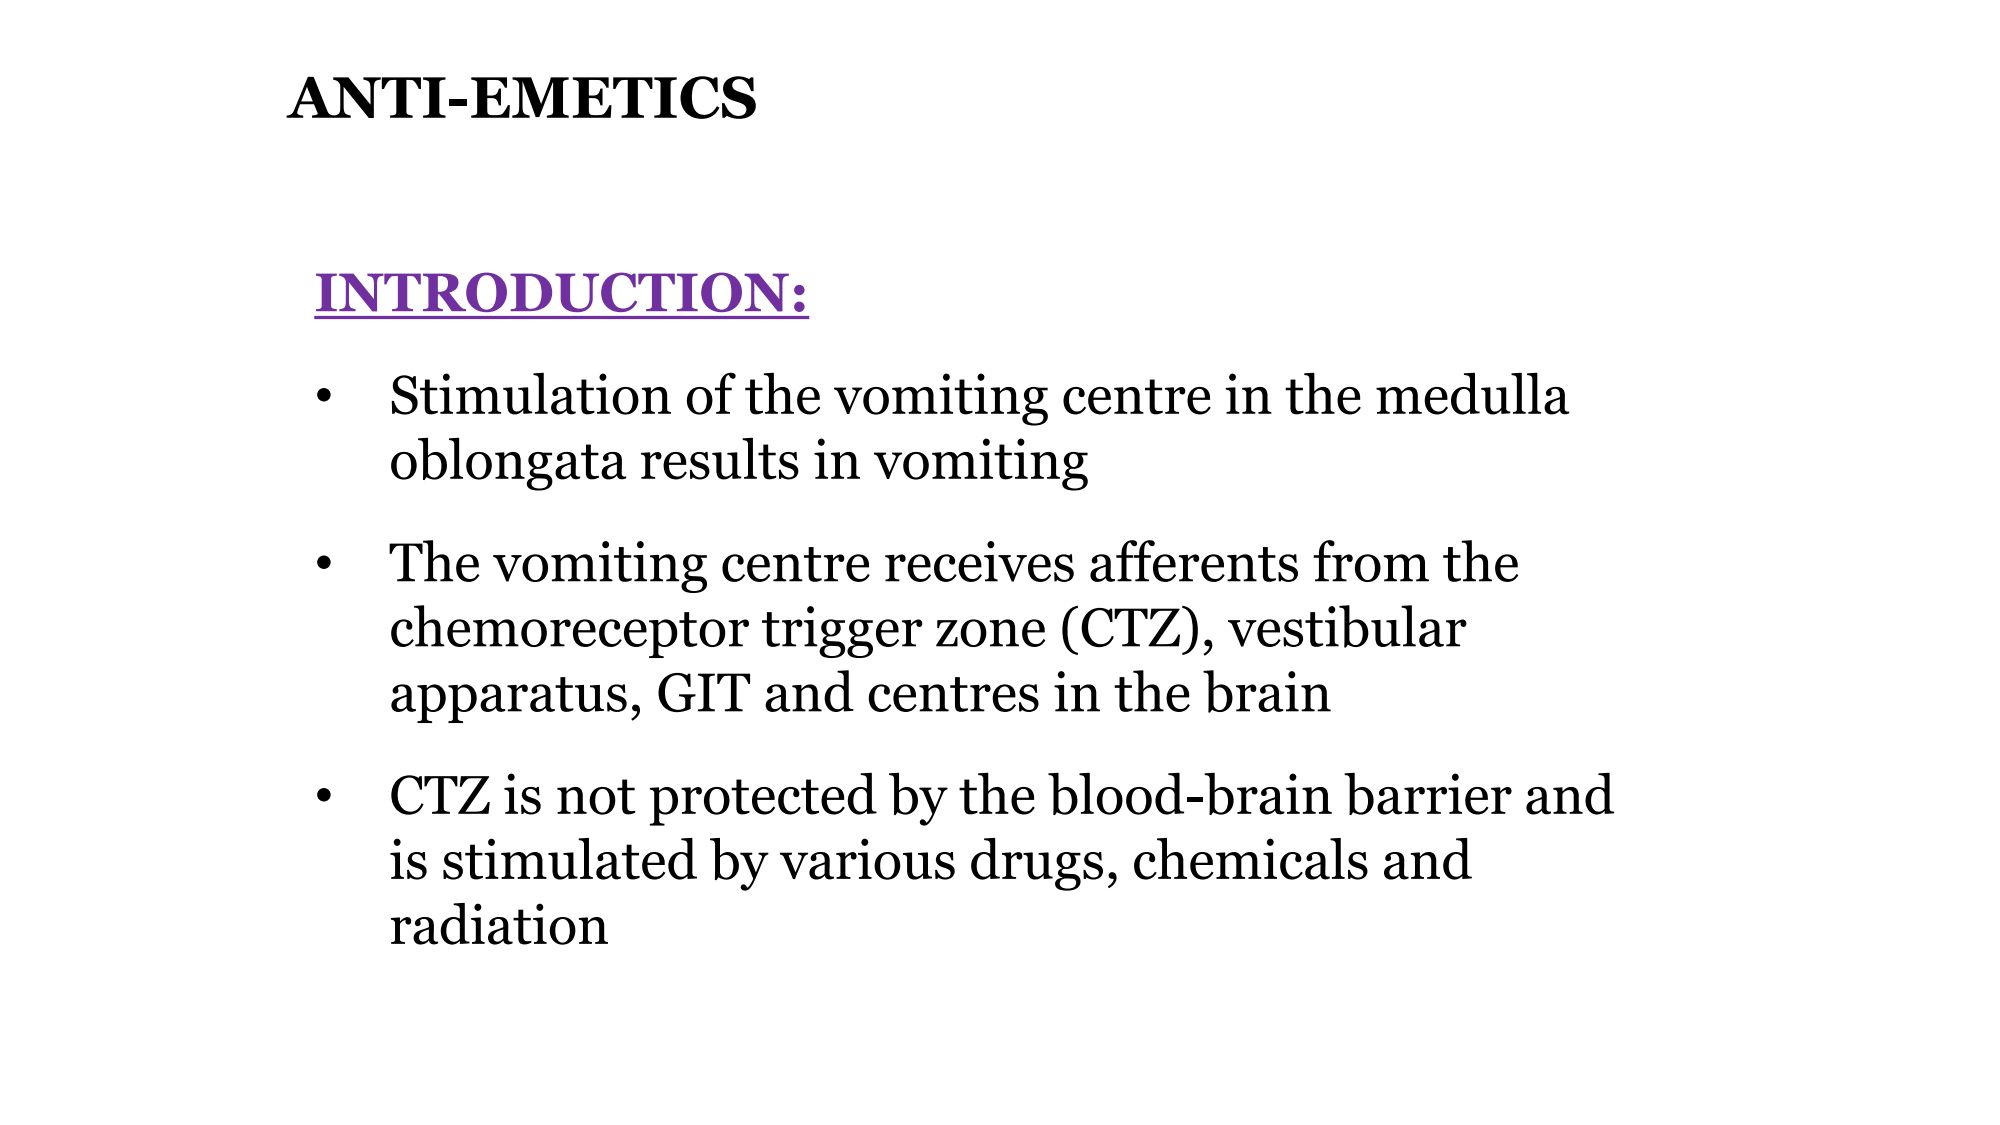 ANTI-EMETICS
INTRODUCTION:
• Stimulation of the vomiting centre in the medulla
oblongata results in vomiting
• The vomiting centre receives afferents from the
chemoreceptor trigger zone (CTZ), vestibular
apparatus, GIT and centres in the brain
• CTZ is not protected by the blood-brain barrier and
is stimulated by various drugs, chemicals and
radiation